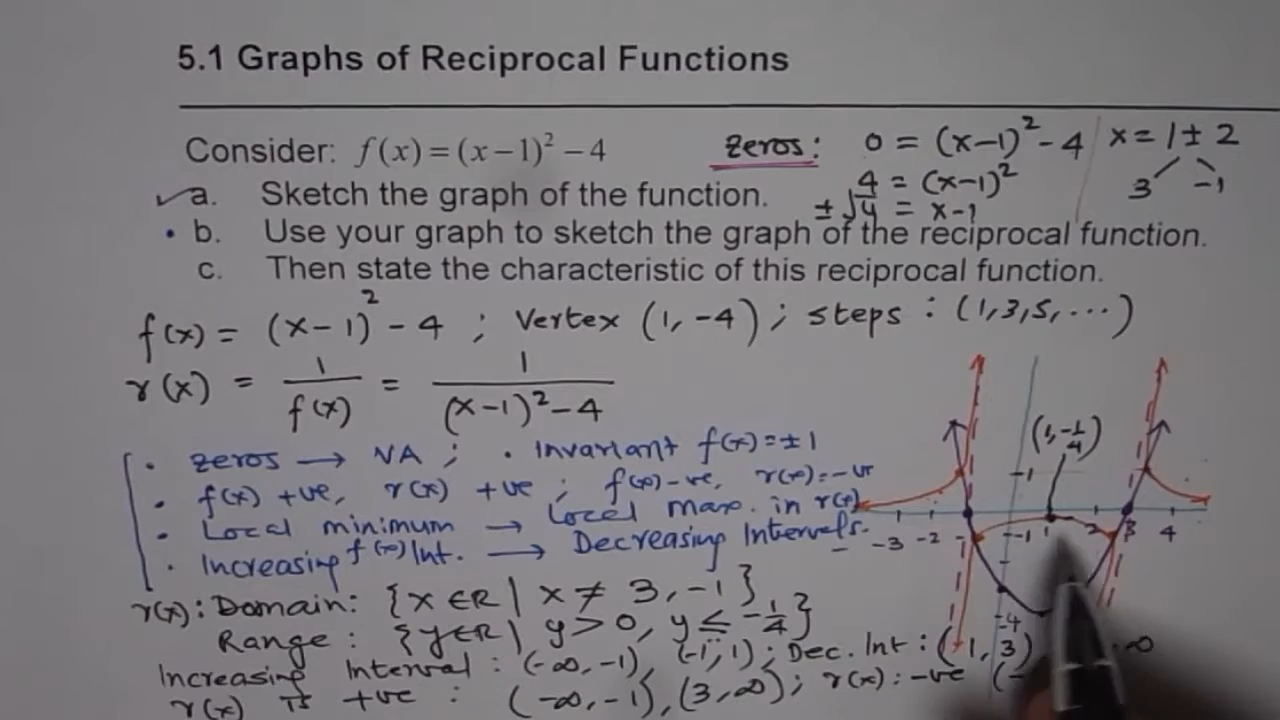 5.1 Graphs of Reciprocal Functions
Consider: f(x) = (x−1)² − 4
zeros: 0 = (x−1)² − 4
4 = (x−1)²
±√4 = x−1
x = 1 ± 2
3 −1
a. Sketch the graph of the function.
b. Use your graph to sketch the graph of the reciprocal function.
c. Then state the characteristic of this reciprocal function.
f(x) = (x−1)² − 4 ; vertex (1, −4) ; steps : (1,3,5, ...)
r(x) = 1/f(x) = 1/((x−1)² − 4)
• zeros → NA ; • Invariant f(x) = ±1
• f(x) +ve, r(x) +ve ; f(x) −ve, r(x) = −ve
• Local minimum → Local max. in r(x)
• Increasing f(x) Int. → Decreasing Intervals.
r(x): Domain: {x ∈ R | x ≠ 3, −1}
Range : {y ∈ R | y > 0, y ≤ −1/4}
Increasing Interval : (−∞, −1), (−1, 1) ; Dec. Int : (1, 3) ∞
r(x) is +ve : (−∞, −1), (3, ∞) ; r(x) : −ve (−
(1, −1/4)
−1
−3 −2 −1 1 2 3 4
−4